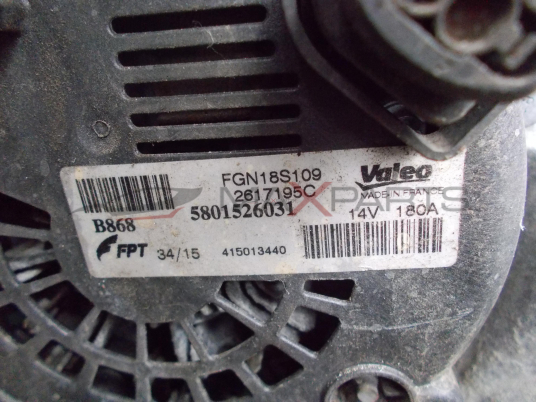 FGN18S109
Valeo
2617195C
MADE IN FRANCE
B868
5801526031
14V 180A
FPT 34/15 415013440